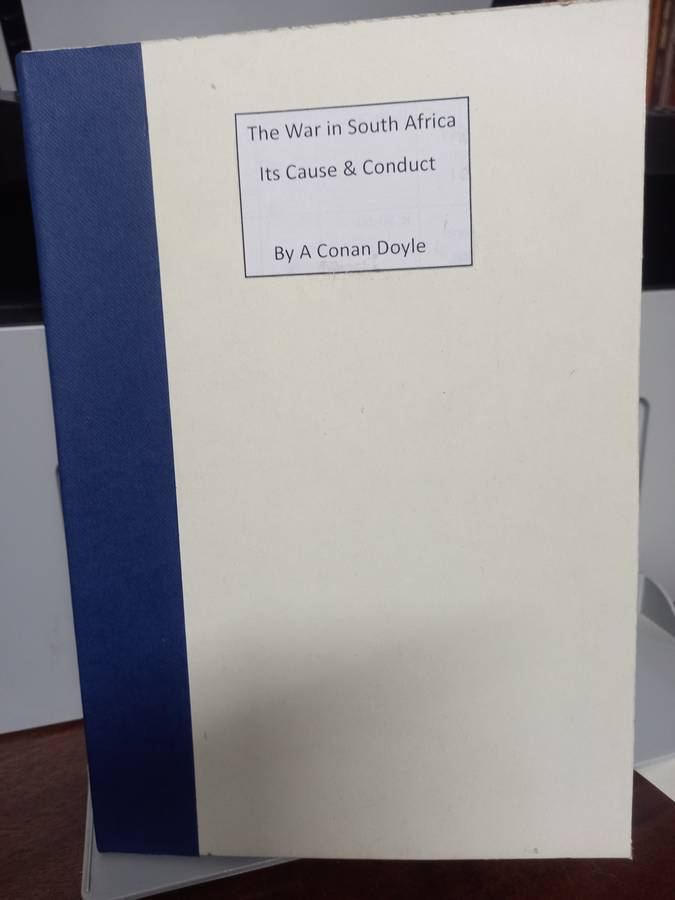 The War in South Africa
Its Cause & Conduct
By A Conan Doyle